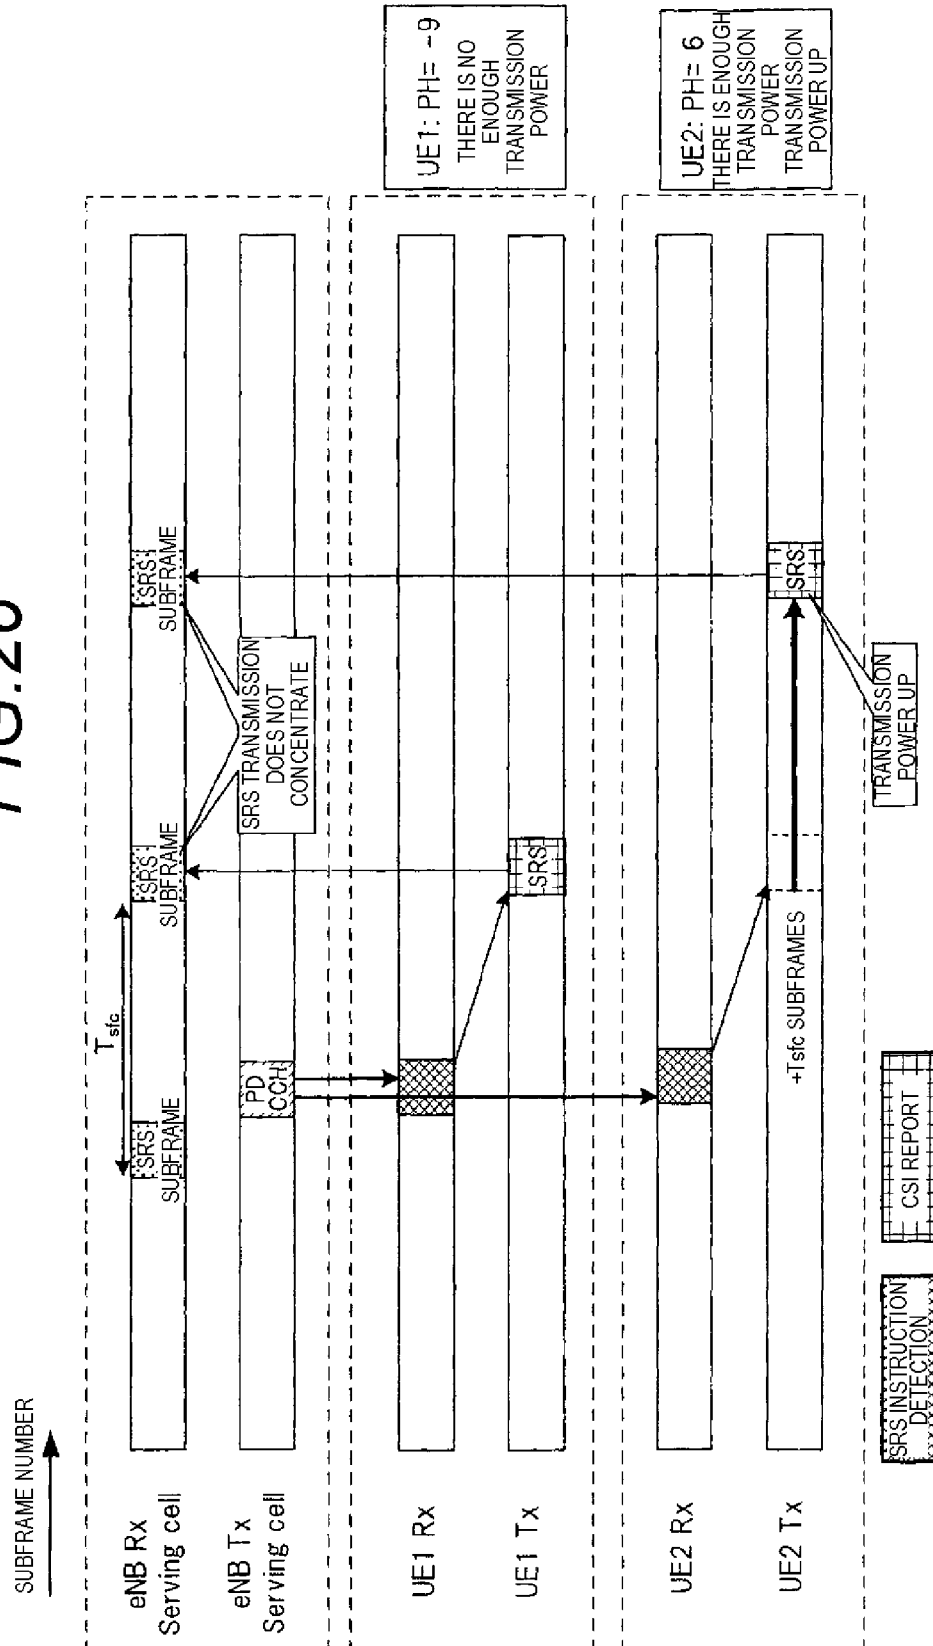 SUBFRAME NUMBER
eNB Rx
Serving cell
SRS
SUBFRAME
Tsfc
SRS
SUBFRAME
SRS
SUBFRAME
eNB Tx
Serving cell
PD
CCH
SRS TRANSMISSION
DOES NOT
CONCENTRATE
UE1 Rx
UE1 Tx
SRS
UE1: PH= -9
THERE IS NO
ENOUGH
TRANSMISSION
POWER
UE2 Rx
UE2 Tx
+Tsfc SUBFRAMES
SRS
UE2: PH= 6
THERE IS ENOUGH
TRANSMISSION
POWER
TRANSMISSION
POWER UP
TRANSMISSION
POWER UP
SRS INSTRUCTION
DETECTION
CSI REPORT